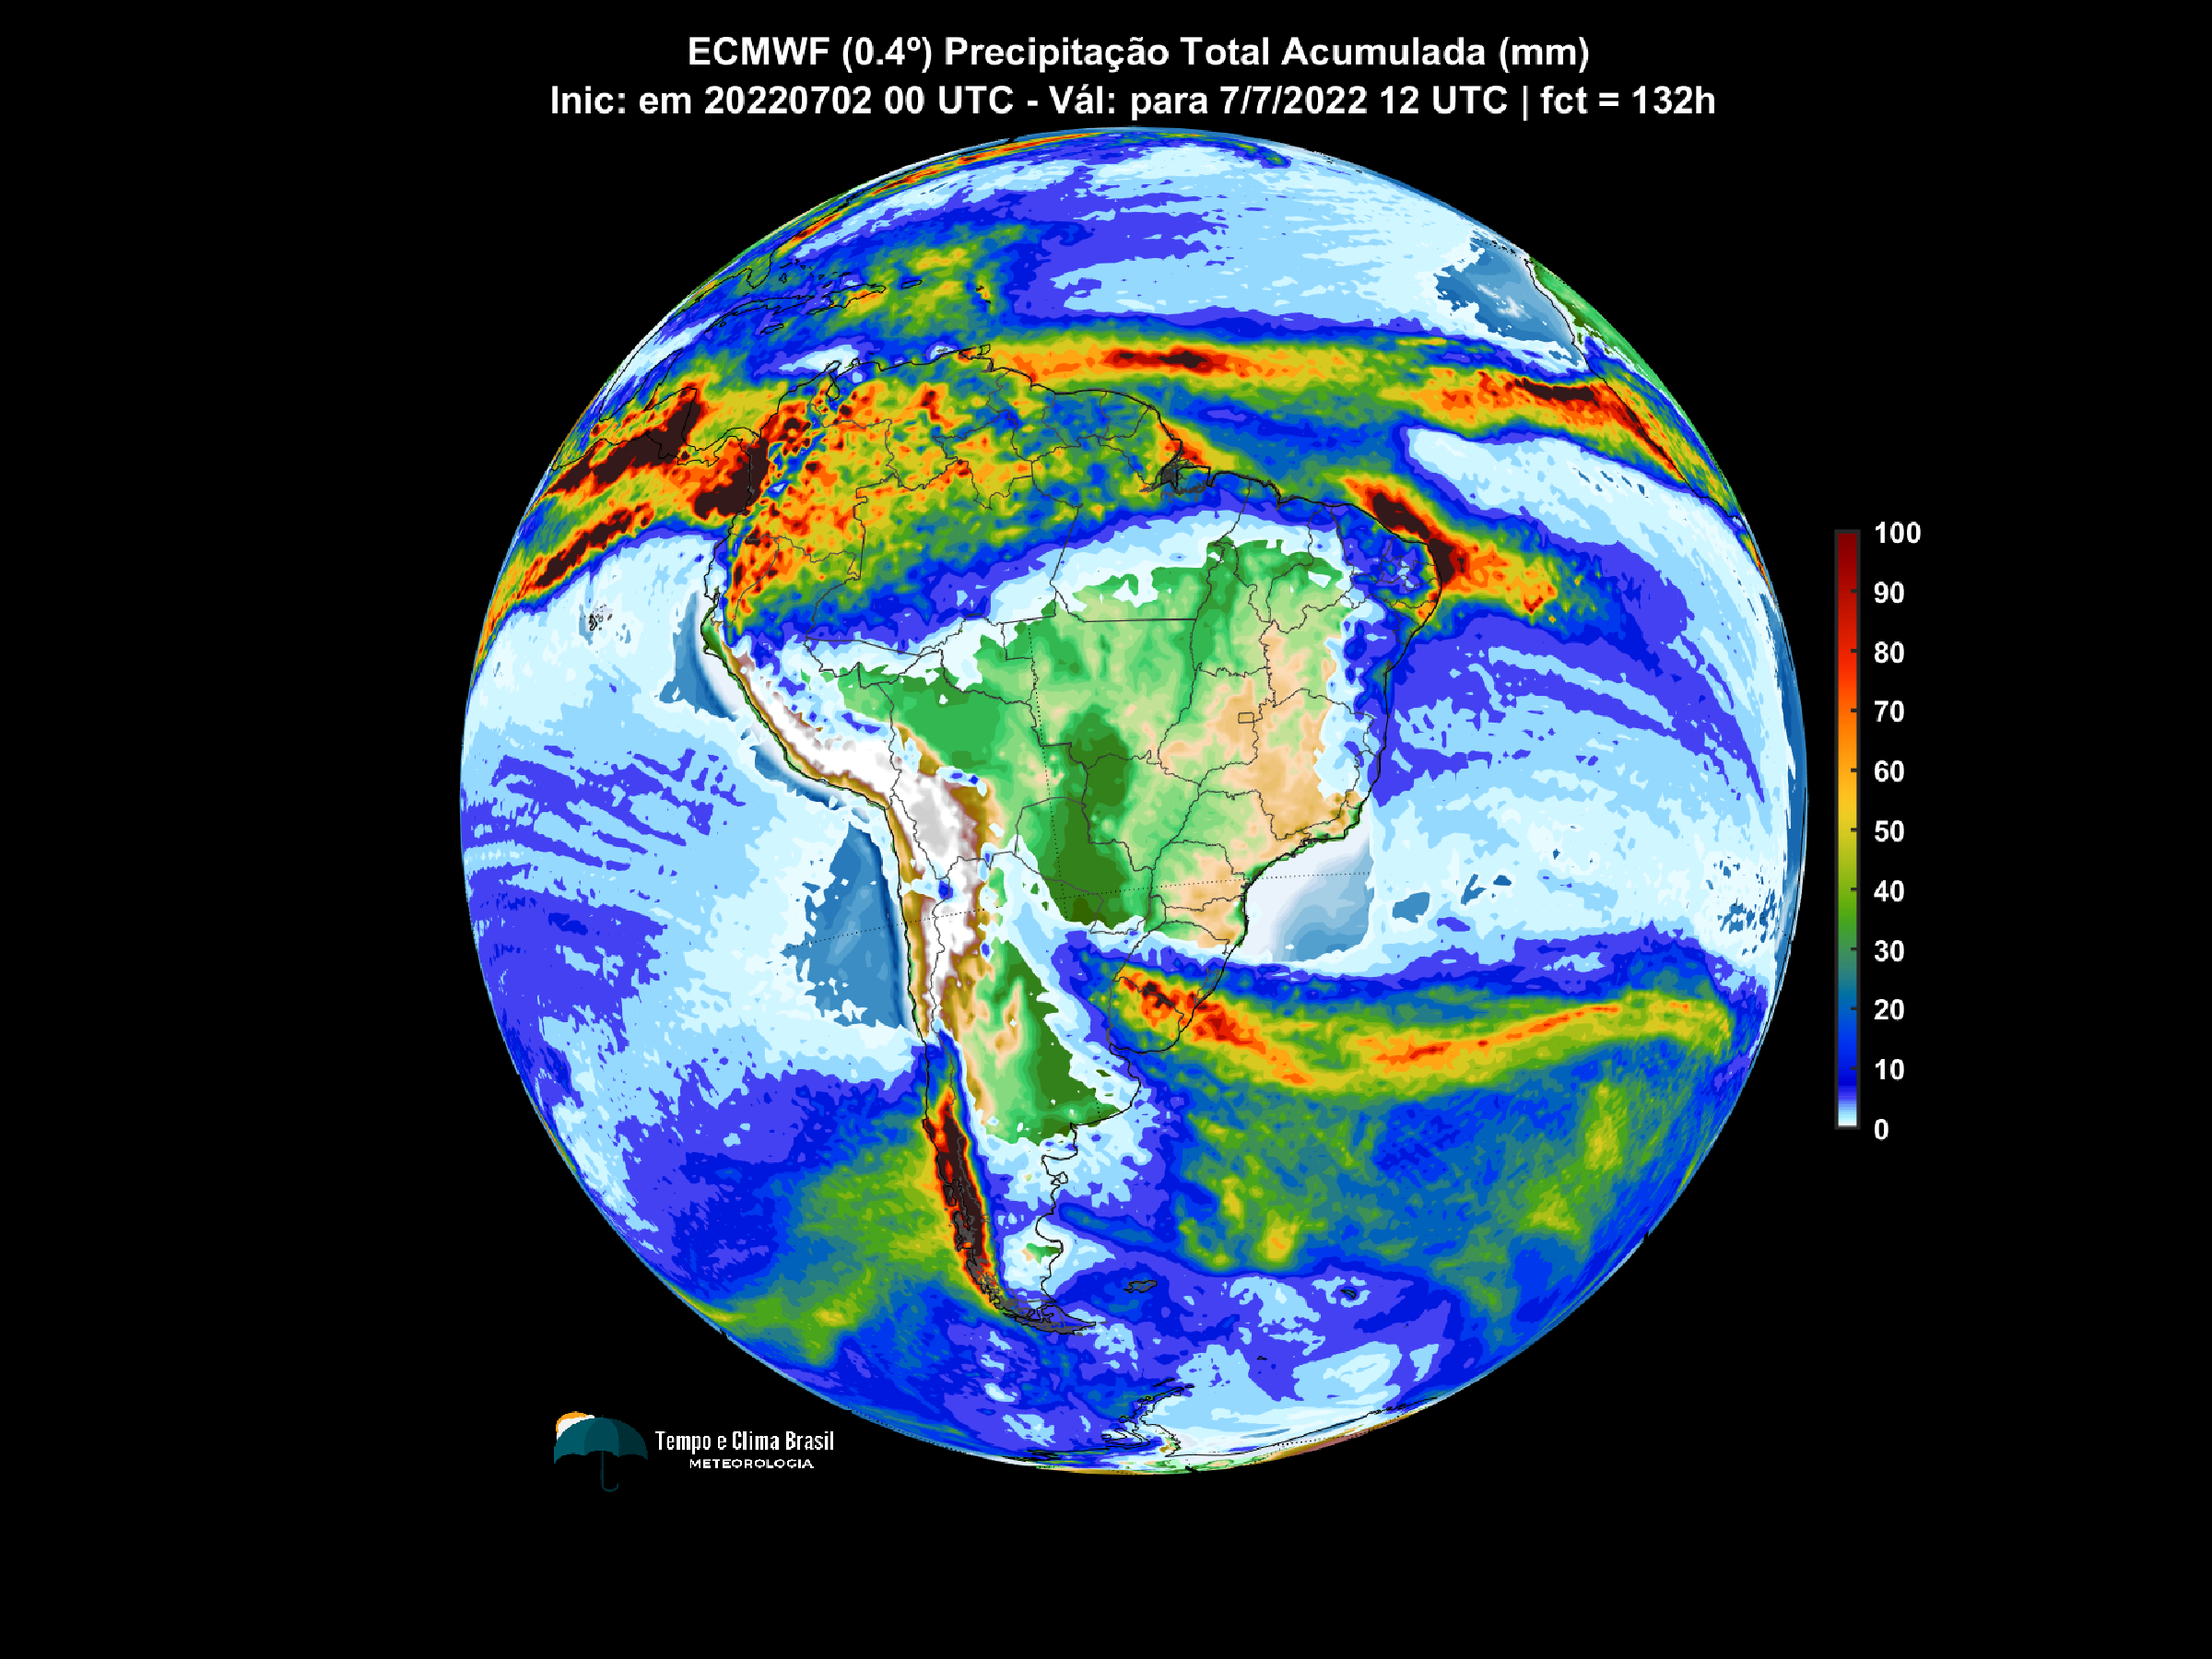 ECMWF (0.4º) Precipitação Total Acumulada (mm)
Inic: em 20220702 00 UTC - Vál: para 7/7/2022 12 UTC | fct = 132h
100
90
80
70
60
50
40
30
20
10
0
Tempo e Clima Brasil
METEOROLOGIA